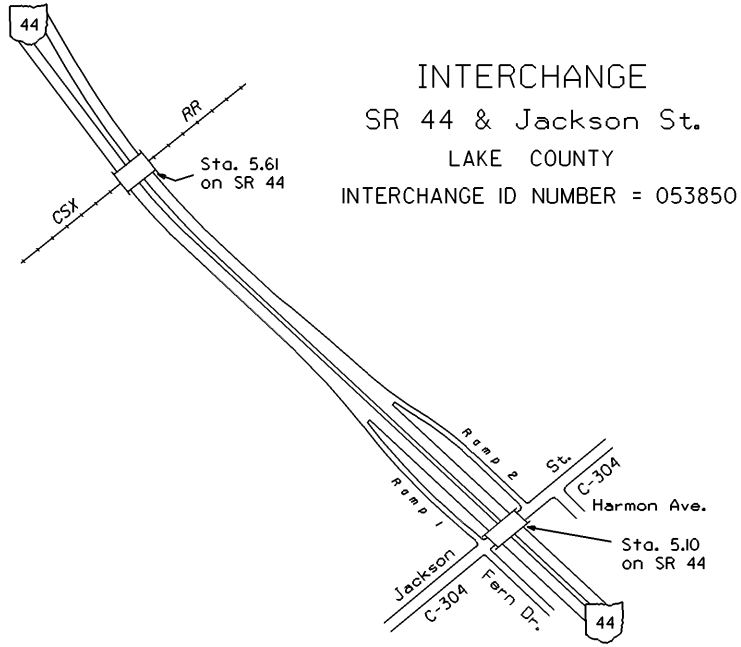 44
INTERCHANGE
SR 44 & Jackson St.
LAKE COUNTY
INTERCHANGE ID NUMBER = 053850
RR
Sta. 5.61
on SR 44
CSX
Ramp 2
St.
C-304
Ramp 1
Harmon Ave.
Sta. 5.10
on SR 44
Jackson
C-304
Fern Dr.
44